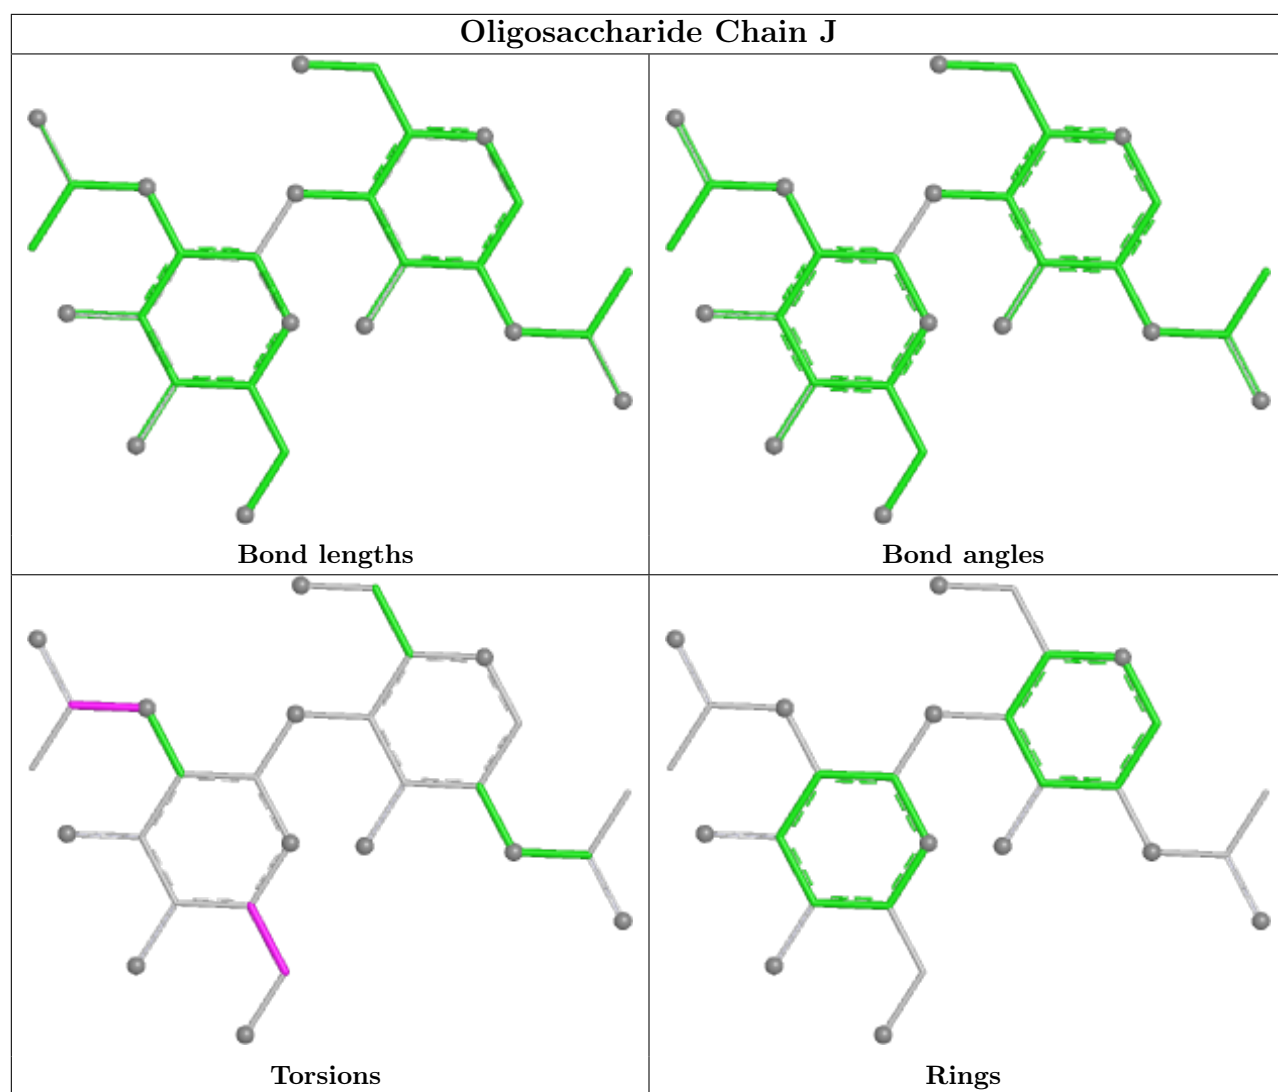 Oligosaccharide Chain J
Bond lengths
Bond angles
Torsions
Rings